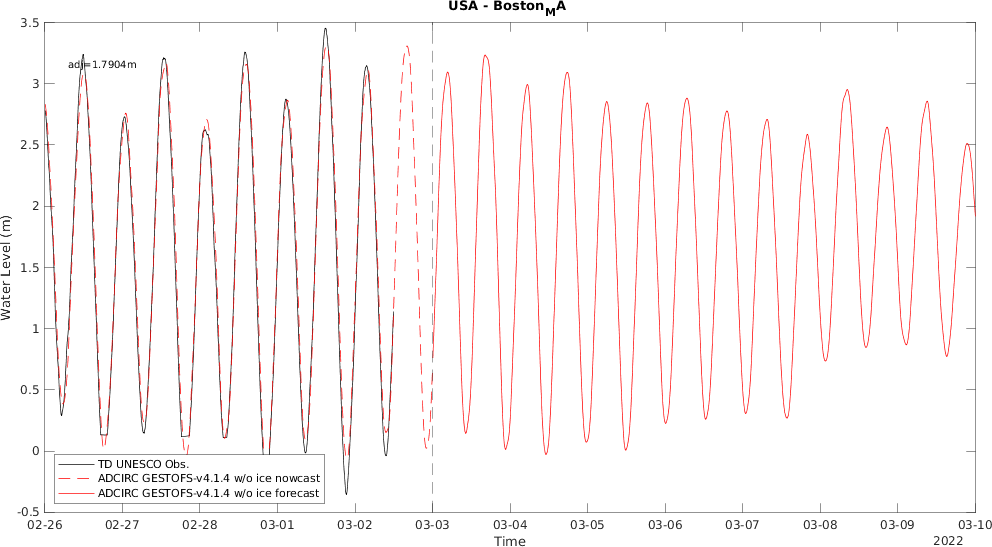 USA - Boston_MA
3.5
3
2.5
2
1.5
1
0.5
0
-0.5
Water Level (m)
adj=1.7904m
TD UNESCO Obs.
ADCIRC GESTOFS-v4.1.4 w/o ice nowcast
ADCIRC GESTOFS-v4.1.4 w/o ice forecast
02-26 02-27 02-28 03-01 03-02 03-03 03-04 03-05 03-06 03-07 03-08 03-09 03-10
Time
2022